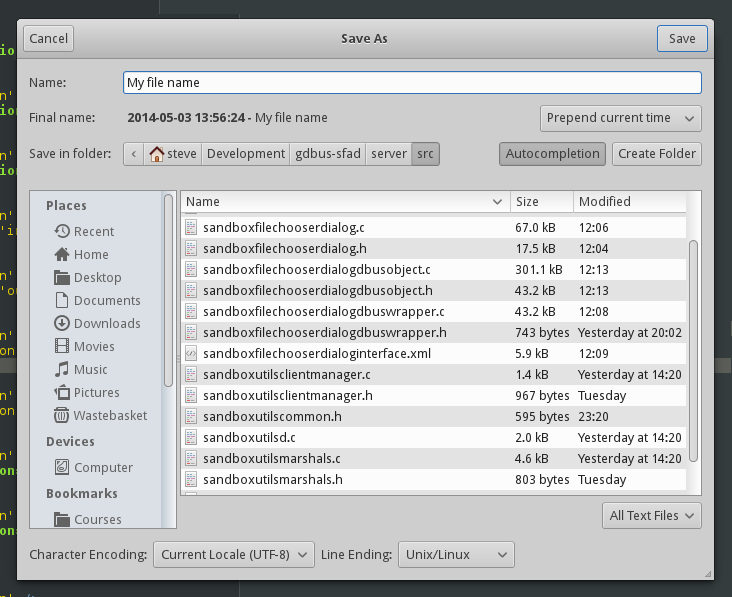 Cancel Save As Save
Name: My file name
Final name: 2014-05-03 13:56:24 - My file name Prepend current time
Save in folder: ‹ steve Development gdbus-sfad server src Autocompletion Create Folder
Places
Recent
Home
Desktop
Documents
Downloads
Movies
Music
Pictures
Wastebasket
Devices
Computer
Bookmarks
Courses
Name Size Modified
sandboxfilechooserdialog.c 67.0 kB 12:06
sandboxfilechooserdialog.h 17.5 kB 12:04
sandboxfilechooserdialogdbusobject.c 301.1 kB 12:13
sandboxfilechooserdialogdbusobject.h 43.2 kB 12:13
sandboxfilechooserdialogdbuswrapper.c 43.2 kB 12:08
sandboxfilechooserdialogdbuswrapper.h 743 bytes Yesterday at 20:02
sandboxfilechooserdialoginterface.xml 5.9 kB 12:09
sandboxutilsclientmanager.c 1.4 kB Yesterday at 14:20
sandboxutilsclientmanager.h 967 bytes Tuesday
sandboxutilscommon.h 595 bytes 23:20
sandboxutilsd.c 2.0 kB Yesterday at 14:20
sandboxutilsmarshals.c 4.6 kB Yesterday at 14:20
sandboxutilsmarshals.h 803 bytes Tuesday
All Text Files
Character Encoding: Current Locale (UTF-8) Line Ending: Unix/Linux